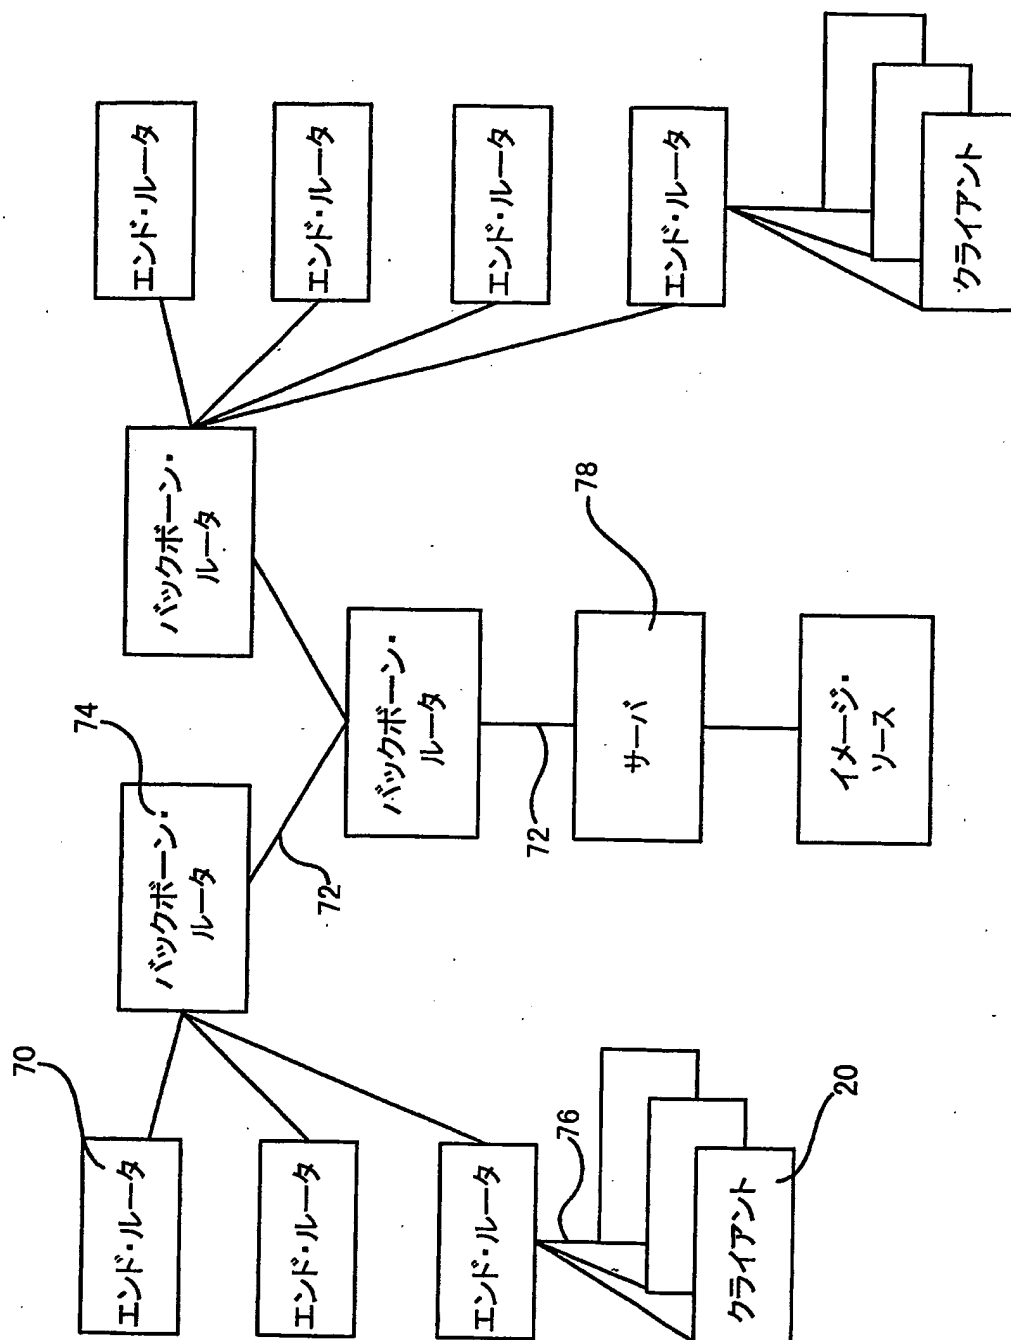 70
74
エンド・ルータ
バックボーン・
ルータ
バックボーン・
ルータ
エンド・ルータ
エンド・ルータ
エンド・ルータ
72
バックボーン・
ルータ
エンド・ルータ
エンド・ルータ
72
76
78
サーバ
エンド・ルータ
クライアント
20
イメージ・
ソース
クライアント